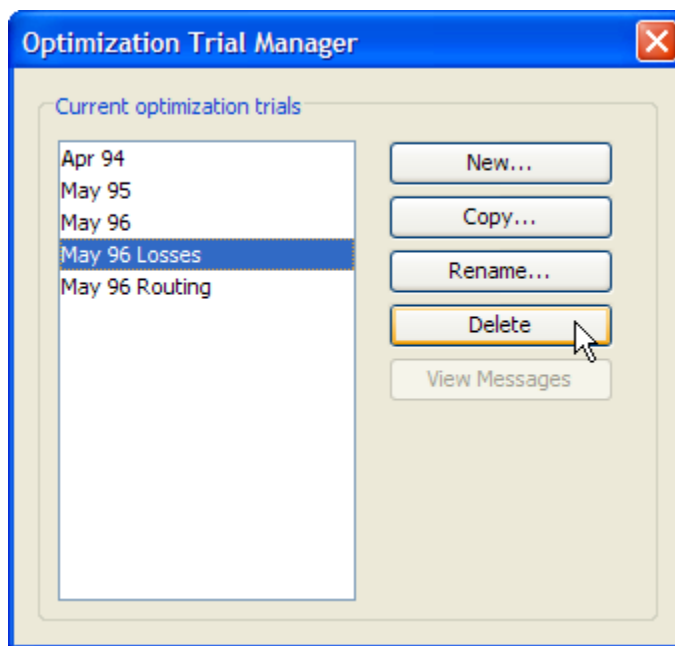 Optimization Trial Manager
Current optimization trials
Apr 94
May 95
May 96
May 96 Losses
May 96 Routing
New...
Copy...
Rename...
Delete
View Messages